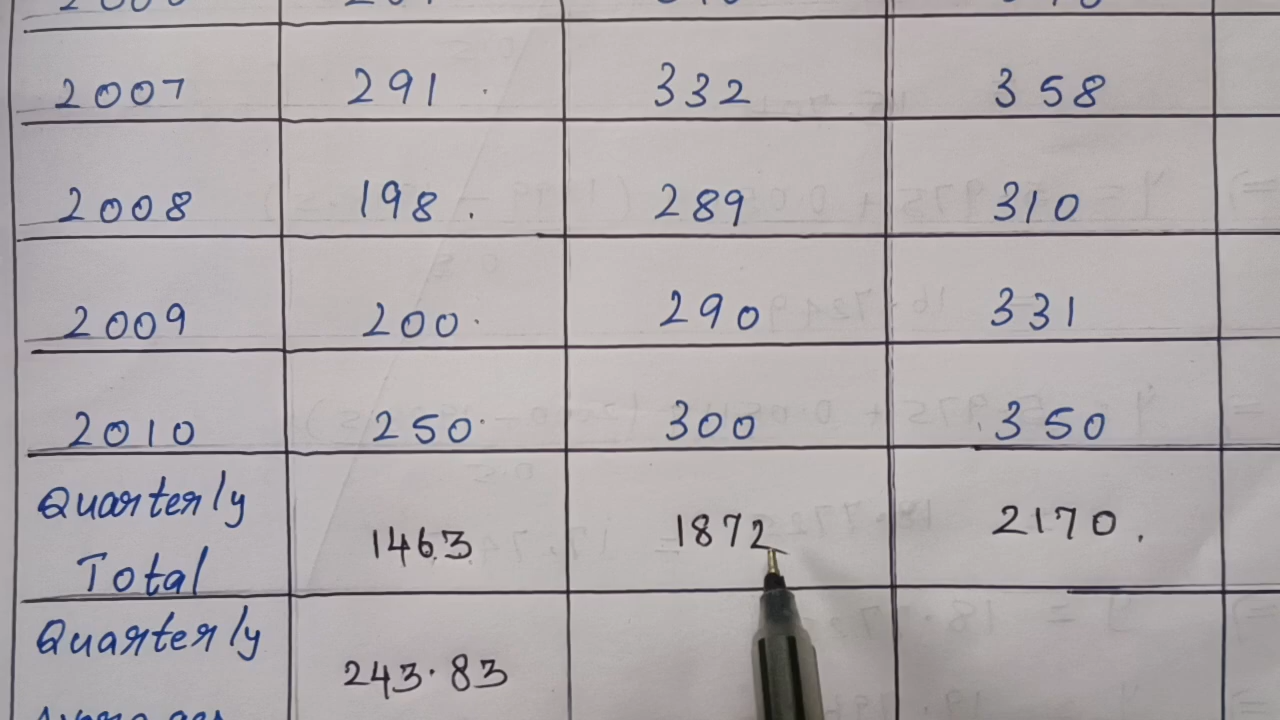 2007 291 332 358
2008 198 289 310
2009 200 290 331
2010 250 300 350
Quarterly
Total 1463 1872 2170
Quarterly
243.83